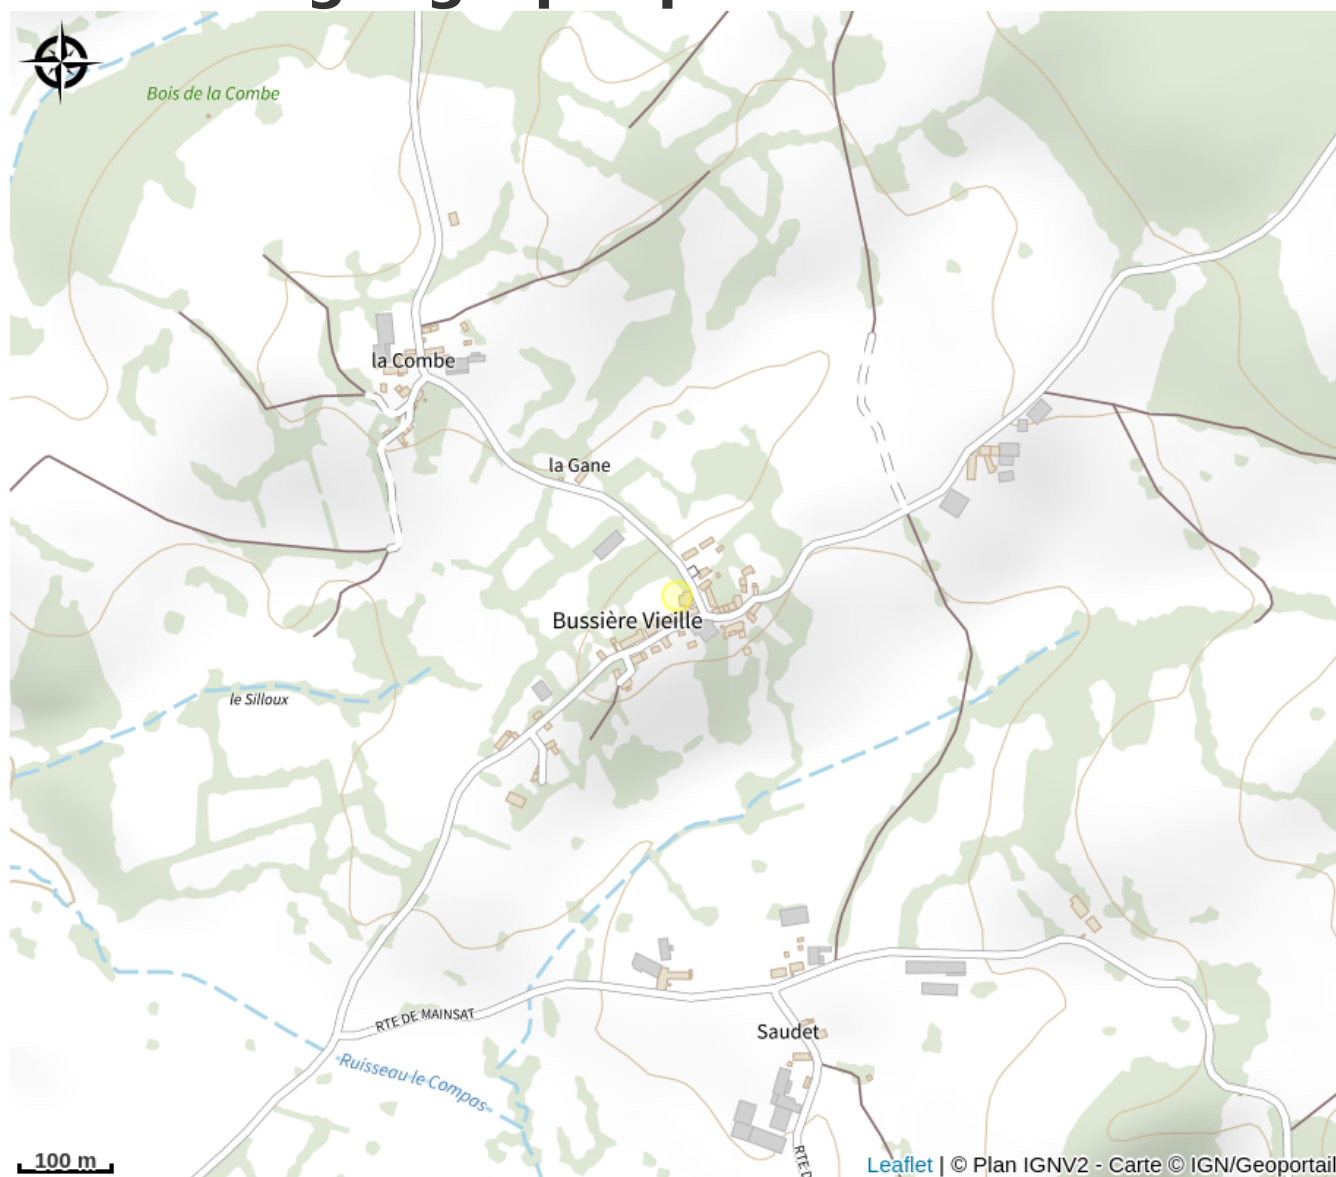 Bois de la Combe
la Combe
la Gane
Bussière Vieille
le Silloux
RTE DE MAINSAT
Saudet
Ruisseau le Compas
100 m
Leaflet | © Plan IGNV2 - Carte © IGN/Geoportail